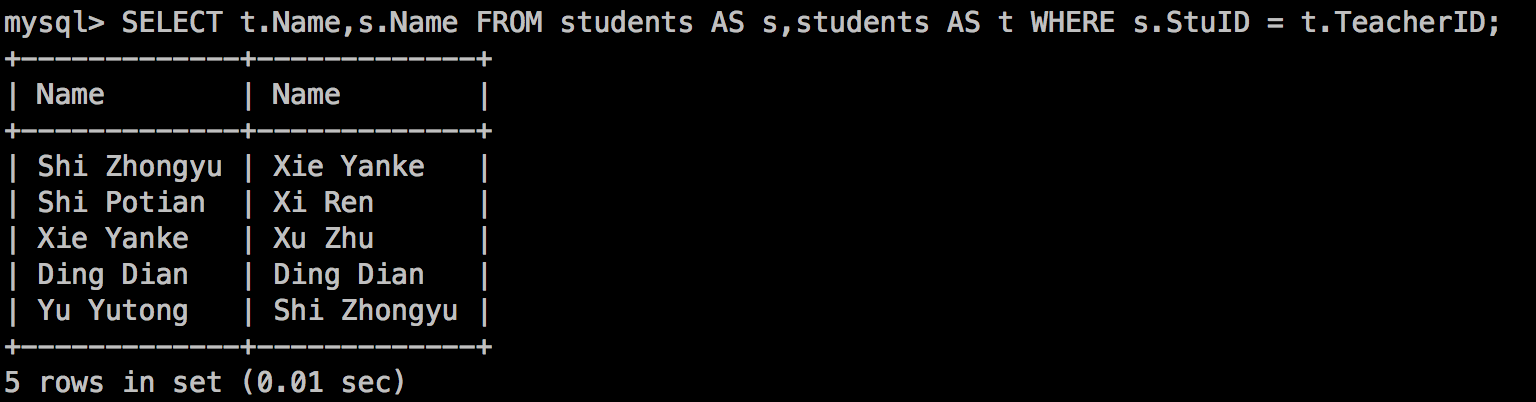 mysql> SELECT t.Name,s.Name FROM students AS s,students AS t WHERE s.StuID = t.TeacherID;
+-------------+-------------+
| Name        | Name        |
+-------------+-------------+
| Shi Zhongyu | Xie Yanke   |
| Shi Potian  | Xi Ren      |
| Xie Yanke   | Xu Zhu      |
| Ding Dian   | Ding Dian   |
| Yu Yutong   | Shi Zhongyu |
+-------------+-------------+
5 rows in set (0.01 sec)